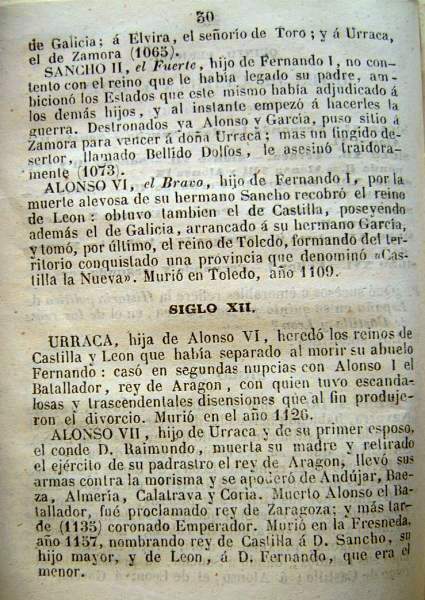 30
de Galicia; á Elvira, el señorío de Toro; y á Urraca,
el de Zamora (1065).
SANCHO II, el Fuerte, hijo de Fernando I, no con-
tento con el reino que le había legado su padre, am-
bicionó los Estados que este mismo había adjudicado á
los demás hijos, y al instante empezó á hacerles la
guerra. Destronados ya Alonso y García, puso sitio á
Zamora para vencer á doña Urraca; mas un fingido de-
sertor, llamado Bellido Dolfos, le asesinó traidora-
mente (1073).
ALONSO VI, el Bravo, hijo de Fernando I, por la
muerte alevosa de su hermano Sancho recobró el reino
de Leon: obtuvo tambien el de Castilla, poseyendo
además el de Galicia, arrancado á su hermano García,
y tomó, por último, el reino de Toledo, formando del ter-
ritorio conquistado una provincia que denominó «Cas-
tilla la Nueva». Murió en Toledo, año 1109.
SIGLO XII.
URRACA, hija de Alonso VI, heredó los reinos de
Castilla y Leon que había separado al morir su abuelo
Fernando: casó en segundas nupcias con Alonso I el
Batallador, rey de Aragon, con quien tuvo escanda-
losas y trascendentales disensiones que al fin produje-
ron el divorcio. Murió en el año 1126.
ALONSO VII, hijo de Urraca y de su primer esposo,
el conde D. Raimundo, muerta su madre y retirado
el ejército de su padrastro el rey de Aragon, llevó sus
armas contra la morisma y se apoderó de Andújar, Bae-
za, Almería, Calatrava y Coria. Muerto Alonso el Ba-
tallador, fué proclamado rey de Zaragoza; y más tar-
de (1135) coronado Emperador. Murió en la Fresneda,
año 1157, nombrando rey de Castilla á D. Sancho, su
hijo mayor, y de Leon, á D. Fernando, que era el
menor.